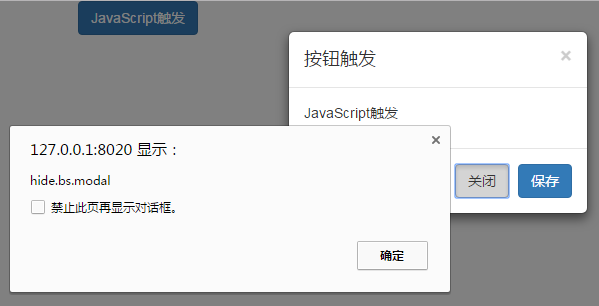 JavaScript触发
按钮触发
×
JavaScript触发
关闭
保存
127.0.0.1:8020 显示：
×
hide.bs.modal
禁止此页再显示对话框。
确定